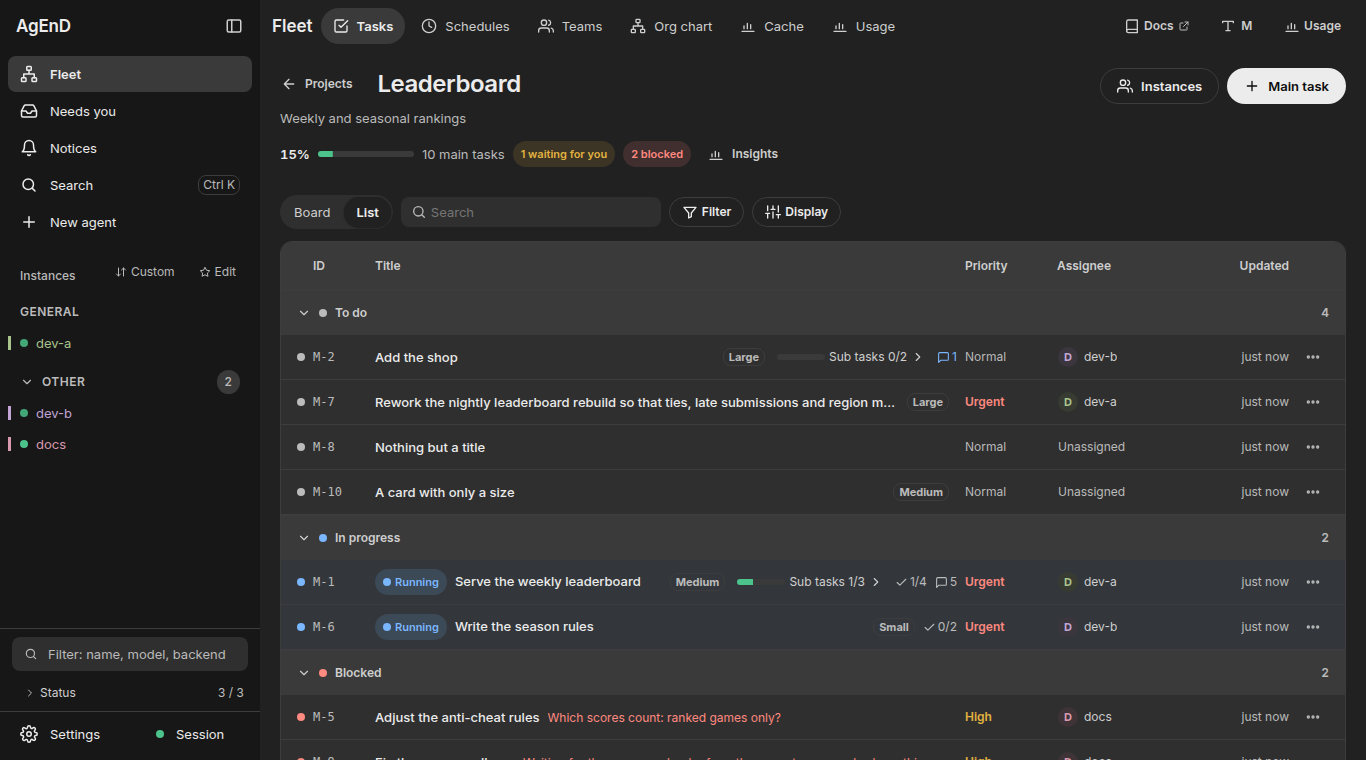 AgEnD
Fleet
Needs you
Notices
Search Ctrl K
New agent
Instances Custom Edit
GENERAL
dev-a
OTHER 2
dev-b
docs
Filter: name, model, backend
Status 3 / 3
Settings Session
Fleet Tasks Schedules Teams Org chart Cache Usage Docs M Usage
Projects Leaderboard Instances Main task
Weekly and seasonal rankings
15% 10 main tasks 1 waiting for you 2 blocked Insights
Board List Search Filter Display
ID Title Priority Assignee Updated
To do 4
M-2 Add the shop Large Sub tasks 0/2 1 Normal D dev-b just now
M-7 Rework the nightly leaderboard rebuild so that ties, late submissions and region m... Large Urgent D dev-a just now
M-8 Nothing but a title Normal Unassigned just now
M-10 A card with only a size Medium Normal Unassigned just now
In progress 2
M-1 Running Serve the weekly leaderboard Medium Sub tasks 1/3 1/4 5 Urgent D dev-a just now
M-6 Running Write the season rules Small 0/2 Urgent D dev-b just now
Blocked 2
M-5 Adjust the anti-cheat rules Which scores count: ranked games only? High D docs just now